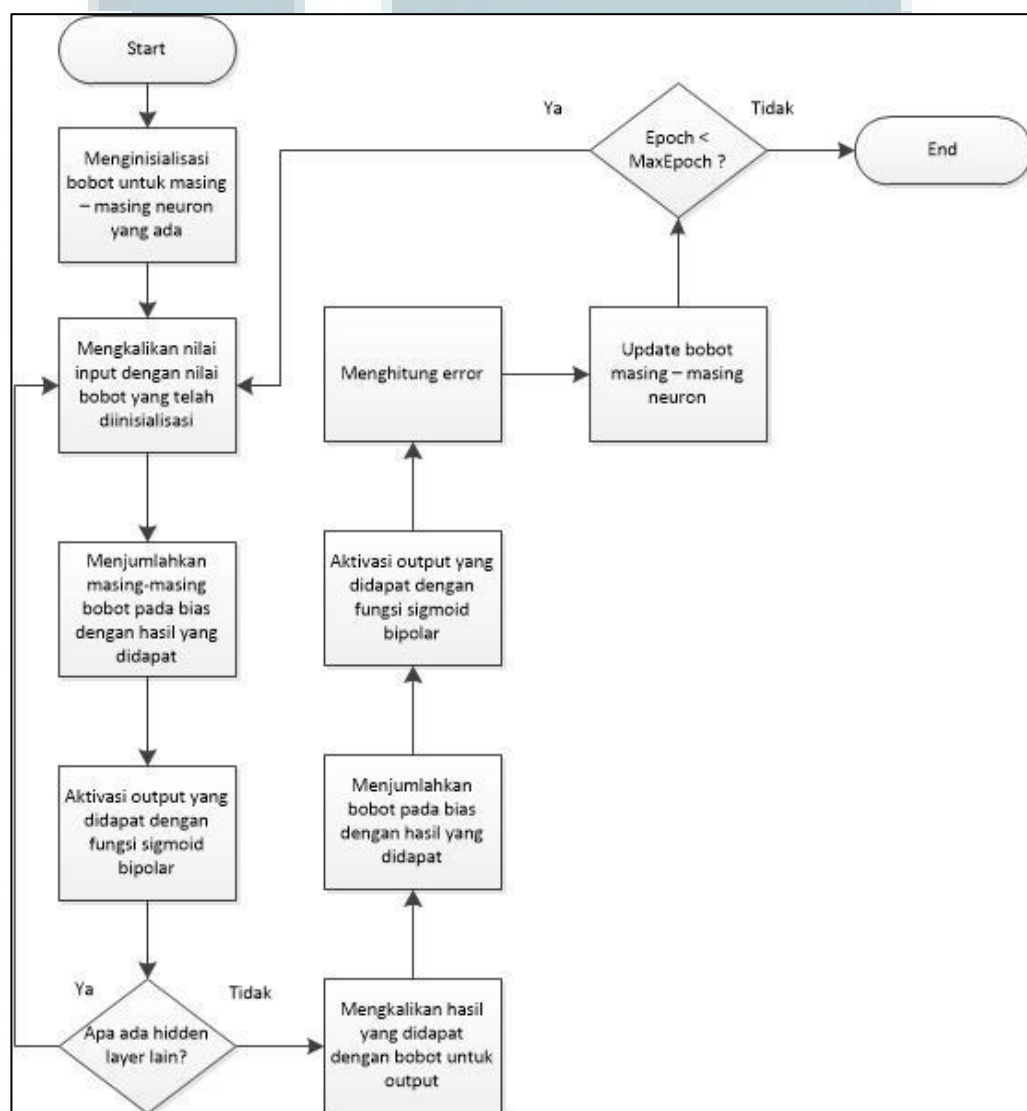 Start
Menginisialisasi
bobot untuk masing
– masing neuron
yang ada
Mengkalikan nilai
input dengan nilai
bobot yang telah
diinisialisasi
Menjumlahkan
masing-masing
bobot pada bias
dengan hasil yang
didapat
Aktivasi output yang
didapat dengan
fungsi sigmoid
bipolar
Ya
Tidak
Apa ada hidden
layer lain?
Mengkalikan hasil
yang didapat
dengan bobot untuk
output
Menjumlahkan
bobot pada bias
dengan hasil yang
didapat
Aktivasi output yang
didapat dengan
fungsi sigmoid
bipolar
Menghitung error
Update bobot
masing – masing
neuron
Ya
Tidak
Epoch <
MaxEpoch ?
End